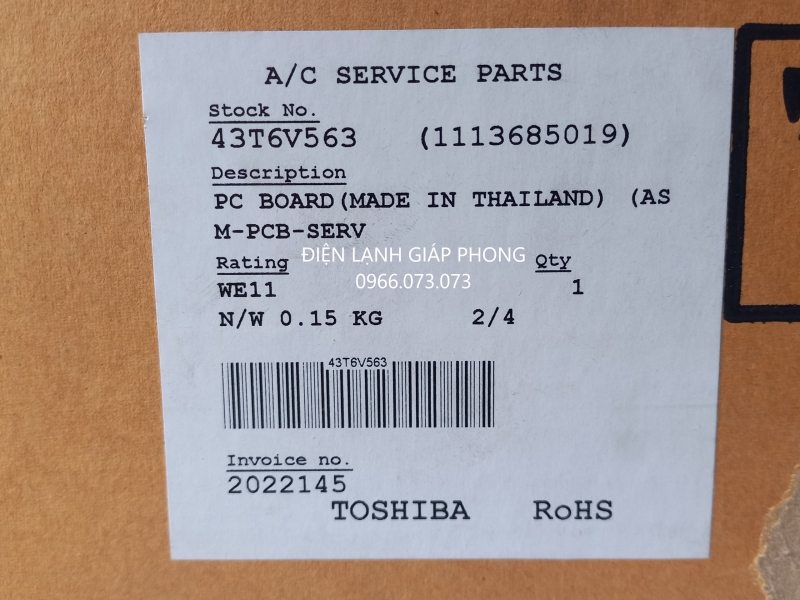 A/C SERVICE PARTS
Stock No.
43T6V563 (1113685019)
Description
PC BOARD(MADE IN THAILAND) (AS
M-PCB-SERV
ĐIỆN LẠNH GIÁP PHONG
Rating Qty
0966.073.073
WE11 1
N/W 0.15 KG 2/4
43T6V563
Invoice no.
2022145
TOSHIBA RoHS